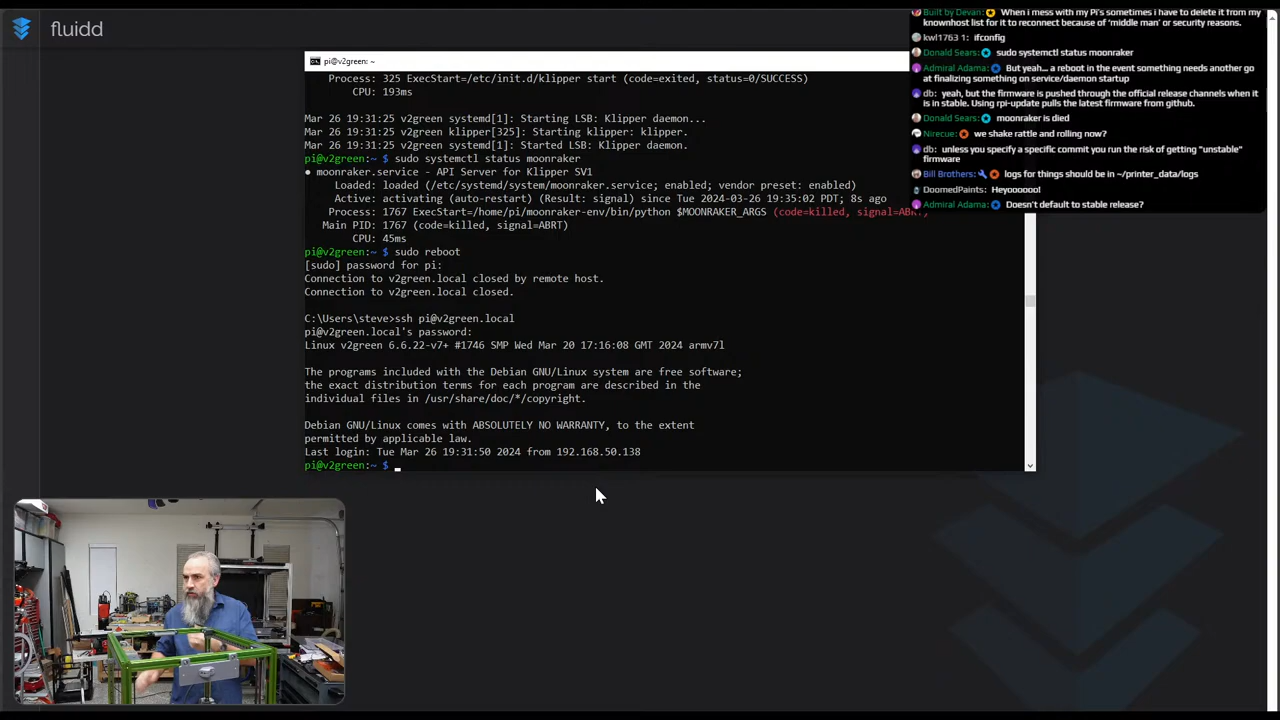 fluidd
pi@v2green: ~
Process: 325 ExecStart=/etc/init.d/klipper start (code=exited, status=0/SUCCESS)
CPU: 193ms
Mar 26 19:31:25 v2green systemd[1]: Starting LSB: Klipper daemon...
Mar 26 19:31:25 v2green klipper[325]: Starting klipper: klipper.
Mar 26 19:31:25 v2green systemd[1]: Started LSB: Klipper daemon.
pi@v2green:~ $ sudo systemctl status moonraker
● moonraker.service - API Server for Klipper SV1
Loaded: loaded (/etc/systemd/system/moonraker.service; enabled; vendor preset: enabled)
Active: activating (auto-restart) (Result: signal) since Tue 2024-03-26 19:35:02 PDT; 8s ago
Process: 1767 ExecStart=/home/pi/moonraker-env/bin/python $MOONRAKER_ARGS (code=killed, signal=ABRT)
Main PID: 1767 (code=killed, signal=ABRT)
CPU: 45ms
pi@v2green:~ $ sudo reboot
[sudo] password for pi:
Connection to v2green.local closed by remote host.
Connection to v2green.local closed.
C:\Users\steve>ssh pi@v2green.local
pi@v2green.local's password:
Linux v2green 6.6.22-v7+ #1746 SMP Wed Mar 20 17:16:08 GMT 2024 armv7l
The programs included with the Debian GNU/Linux system are free software;
the exact distribution terms for each program are described in the
individual files in /usr/share/doc/*/copyright.
Debian GNU/Linux comes with ABSOLUTELY NO WARRANTY, to the extent
permitted by applicable law.
Last login: Tue Mar 26 19:31:50 2024 from 192.168.50.138
pi@v2green:~ $
Built by Devan: When i mess with my Pi's sometimes i have to delete it from my
knownhost list for it to reconnect because of 'middle man' or security reasons.
kwl1763 1: ifconfig
Donald Sears: sudo systemctl status moonraker
Admiral Adama: But yeah... a reboot in the event something needs another go
at finalizing something on service/daemon startup
db: yeah, but the firmware is pushed through the official release channels when it
is in stable. Using rpi-update pulls the latest firmware from github.
Donald Sears: moonraker is died
Nirecue: we shake rattle and rolling now?
db: unless you specify a specific commit you run the risk of getting "unstable"
firmware
Bill Brothers: logs for things should be in ~/printer_data/logs
DoomedPaints: Heyoooooo!
Admiral Adama: Doesn't default to stable release?